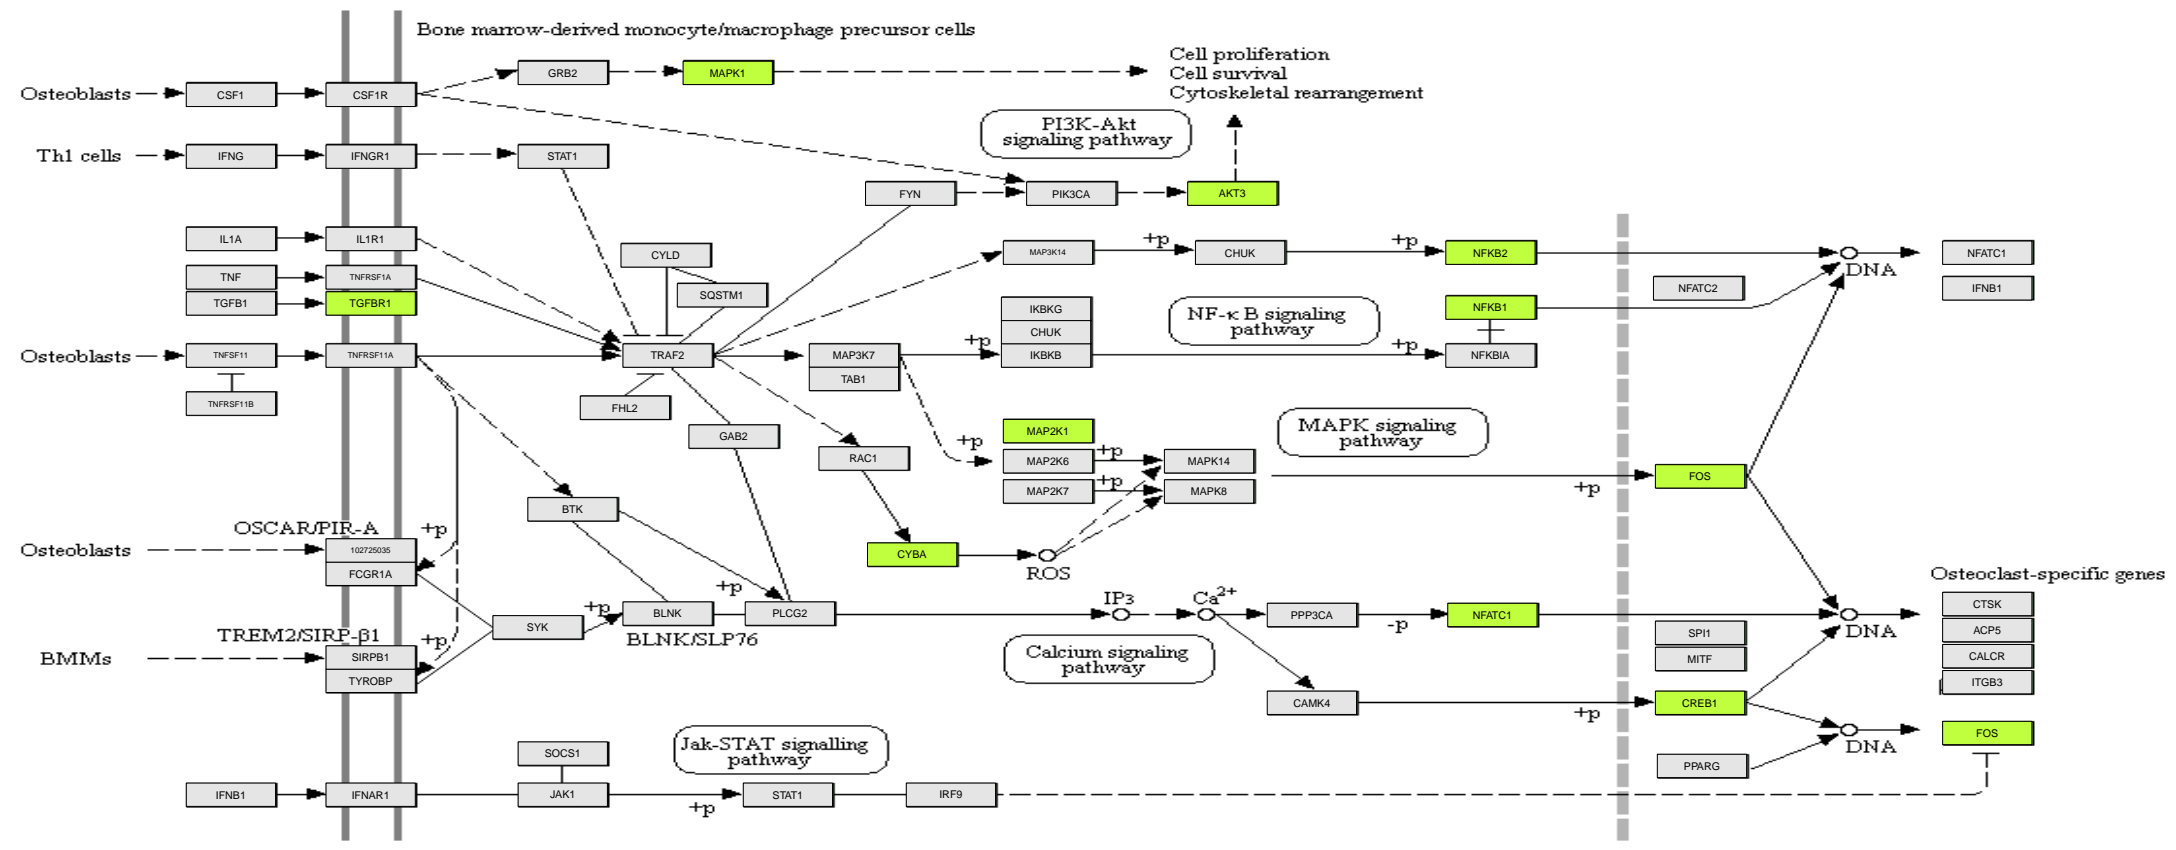 Bone marrow-derived monocyte/macrophage precursor cells
Cell proliferation
Cell survival
Cytoskeletal rearrangement
GRB2
MAPK1
Osteoblasts
CSF1
CSF1R
PI3K-Akt
signaling pathway
Th1 cells
IFNG
IFNGR1
STAT1
FYN
PIK3CA
AKT3
IL1A
IL1R1
CYLD
MAP3K14
+p
CHUK
+p
NFKB2
DNA
NFATC1
TNF
TNFRSF1A
SQSTM1
NFATC2
IFNB1
TGFB1
TGFBR1
IKBKG
CHUK
IKBKB
NF-κ B signaling
pathway
NFKB1
Osteoblasts
TNFSF11
TNFRSF11A
TRAF2
MAP3K7
TAB1
+p
+p
NFKBIA
TNFRSF11B
FHL2
GAB2
MAP2K1
MAPK signaling
pathway
RAC1
+p
MAP2K6
+p
MAPK14
MAP2K7
+p
MAPK8
+p
FOS
BTK
OSCAR/PIR-A
+p
Osteoblasts
102725035
FCGR1A
CYBA
ROS
Osteoclast-specific genes
+p
SYK
+p
BLNK
PLCG2
BLNK/SLP76
IP3
Ca2+
PPP3CA
-p
NFATC1
DNA
CTSK
ACP5
CALCR
ITGB3
SPI1
MITF
TREM2/SIRP-β1
+p
BMMs
SIRPB1
TYROBP
Calcium signaling
pathway
CAMK4
+p
CREB1
DNA
FOS
PPARG
SOCS1
Jak-STAT signalling
pathway
IFNB1
IFNAR1
JAK1
+p
STAT1
IRF9